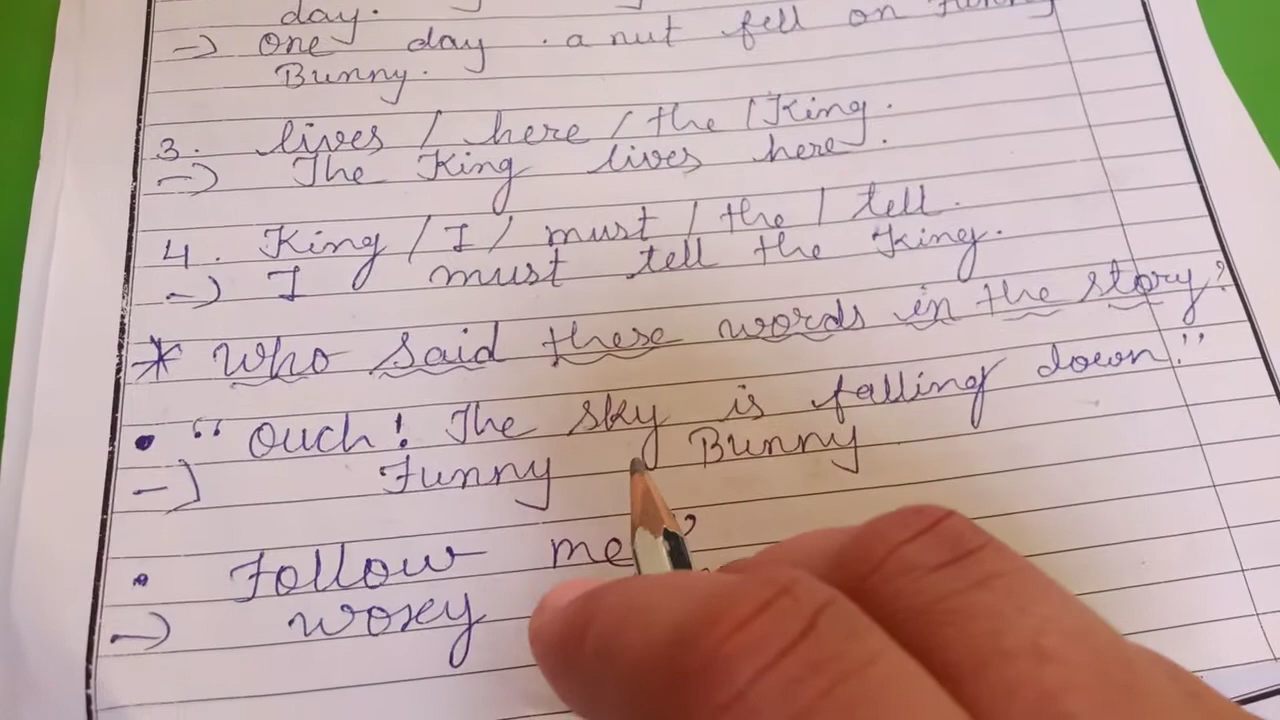 day.
-> One day . a nut fell on Funny
Bunny.
3. lives / here / the / King.
-> The King lives here.
4. King / I / must / the / tell.
-> I must tell the King.
* Who said these words in the story?
• "Ouch! The sky is falling down."
-> Funny Bunny
• Follow me
-> woxy